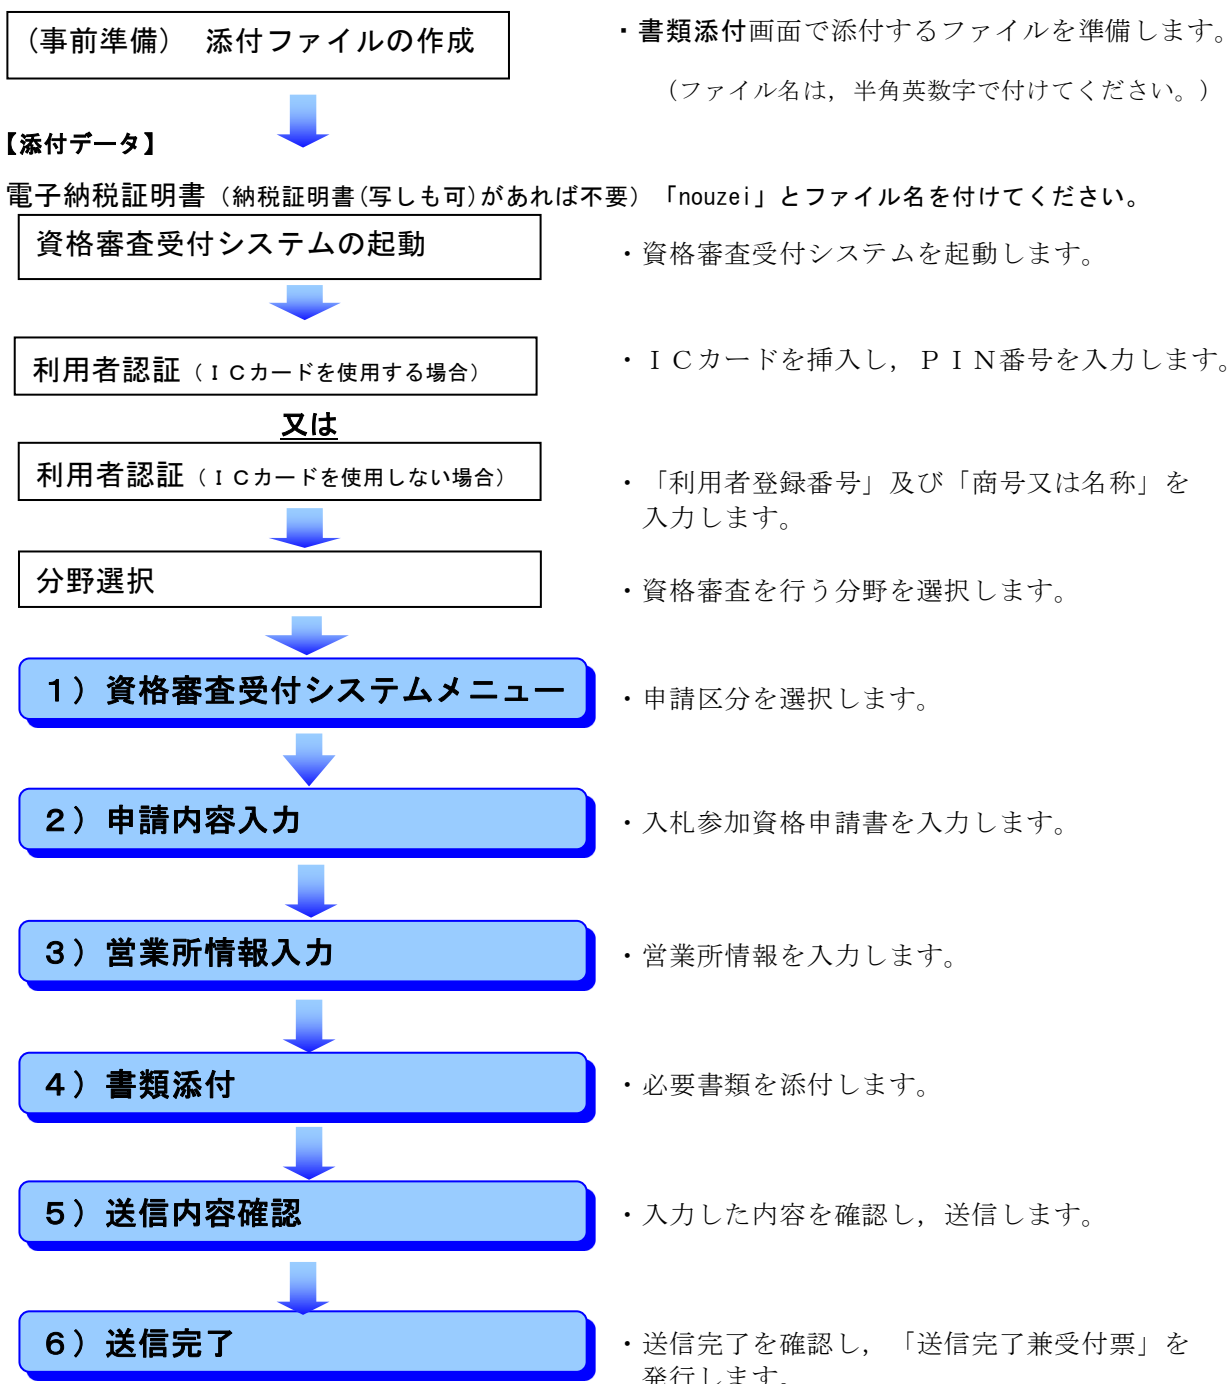 （事前準備）　添付ファイルの作成
・書類添付画面で添付するファイルを準備します。
（ファイル名は，半角英数字で付けてください。）
【添付データ】
電子納税証明書（納税証明書(写しも可)があれば不要）「nouzei」とファイル名を付けてください。
資格審査受付システムの起動
・資格審査受付システムを起動します。
利用者認証（ＩＣカードを使用する場合）
・ＩＣカードを挿入し，ＰＩＮ番号を入力します。
又は
利用者認証（ＩＣカードを使用しない場合）
・「利用者登録番号」及び「商号又は名称」を
入力します。
分野選択
・資格審査を行う分野を選択します。
１）資格審査受付システムメニュー
・申請区分を選択します。
２）申請内容入力
・入札参加資格申請書を入力します。
３）営業所情報入力
・営業所情報を入力します。
４）書類添付
・必要書類を添付します。
５）送信内容確認
・入力した内容を確認し，送信します。
６）送信完了
・送信完了を確認し，「送信完了兼受付票」を
発行します。